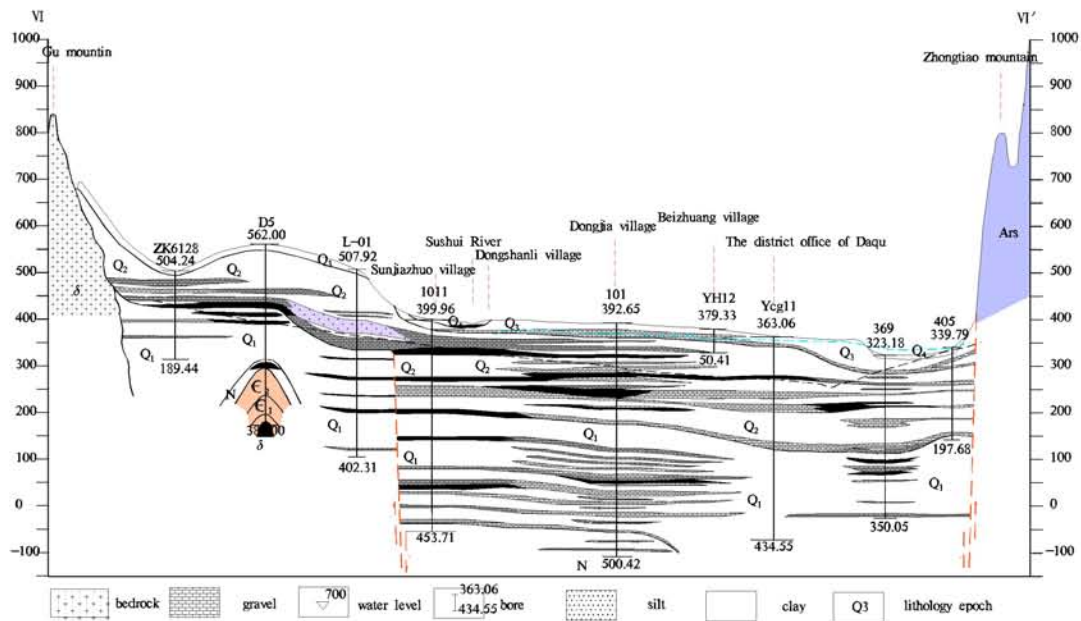 VI
VI′
1000
900
800
700
600
500
400
300
200
100
0
-100
1000
900
800
700
600
500
400
300
200
100
0
-100
Gu mountin
Zhongtiao mountain
Ars
δ
D5
562.00
ZK6128
504.24
189.44
L-01
507.92
402.31
Sunjiazhuo village
Sushui River
Dongshanli village
Dongjia village
Beizhuang village
The district office of Daqu
1011
399.96
453.71
101
392.65
500.42
YH12
379.33
50.41
Ycg11
363.06
434.55
369
323.18
350.05
405
339.79
197.68
Q₂
Q₂
Q₁
Q₂
Q₁
Q₁
Q₁
N
δ
Q₁
Q₁
Q₃
Q₂
Q₂
Q₁
Q₂
Q₁
Q₃
Q₄
Q₁
N
bedrock
gravel
700
water level
363.06
434.55
bore
silt
clay
Q3
lithology epoch